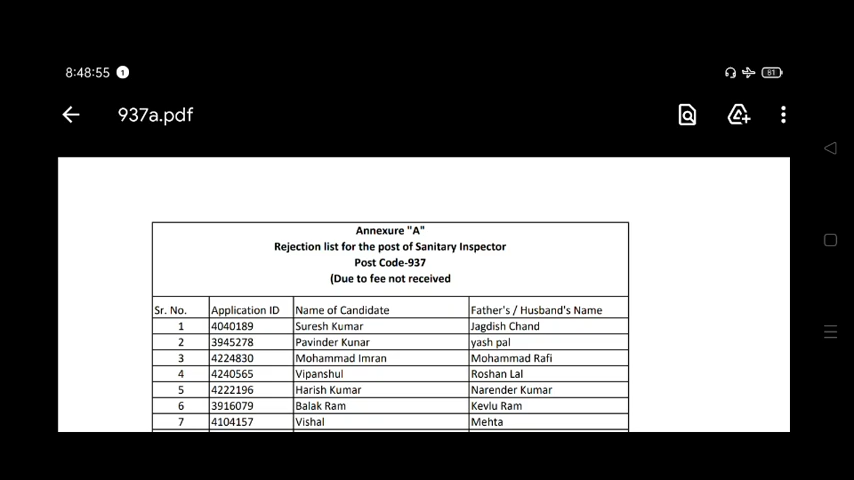 8:48:55 1
81
937a.pdf
Annexure "A"
Rejection list for the post of Sanitary Inspector
Post Code-937
(Due to fee not received
Sr. No. Application ID Name of Candidate Father's / Husband's Name
1 4040189 Suresh Kumar Jagdish Chand
2 3945278 Pavinder Kunar yash pal
3 4224830 Mohammad Imran Mohammad Rafi
4 4240565 Vipanshul Roshan Lal
5 4222196 Harish Kumar Narender Kumar
6 3916079 Balak Ram Kevlu Ram
7 4104157 Vishal Mehta